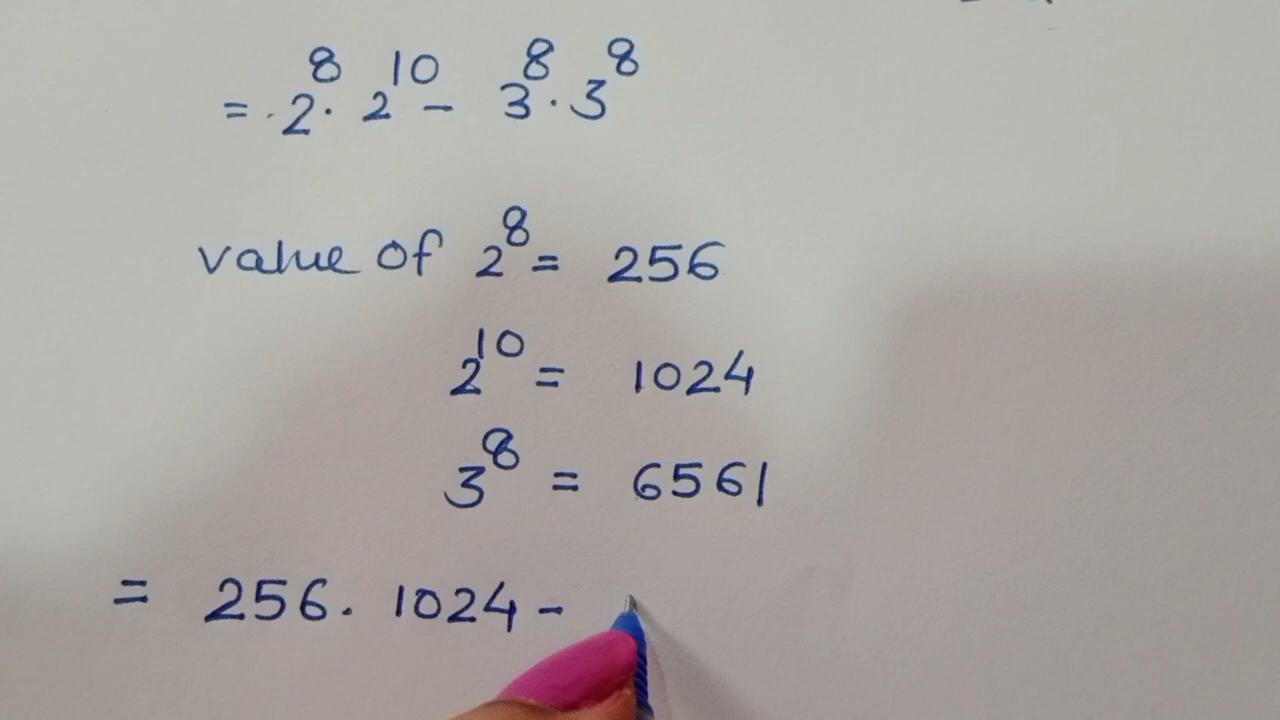 = 2⁸. 2¹⁰ - 3⁸. 3⁸
value of 2⁸ = 256
2¹⁰ = 1024
3⁸ = 6561
= 256. 1024 -